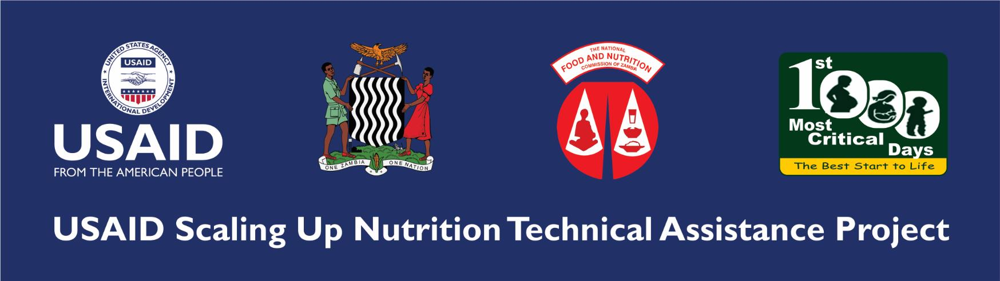 UNITED STATES AGENCY
USAID
INTERNATIONAL DEVELOPMENT
USAID
FROM THE AMERICAN PEOPLE
ONE ZAMBIA ONE NATION
THE NATIONAL
FOOD AND NUTRITION
COMMISSION OF ZAMBIA
1st 1000
Most
Critical
Days
The Best Start to Life
USAID Scaling Up Nutrition Technical Assistance Project